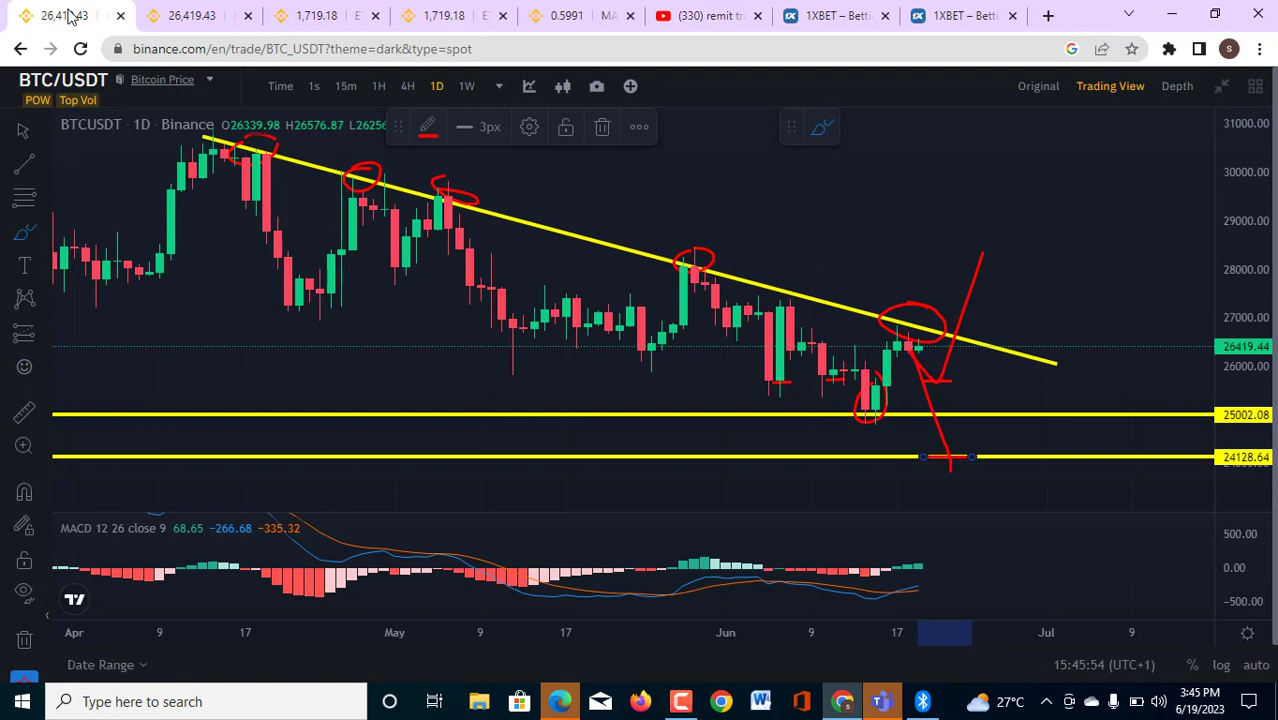 26,419.43
26,419.43
1,719.18 E
1,719.18 E
0.5991 MA
(330) remit tr
1XBET – Betti
1XBET – Betti
binance.com/en/trade/BTC_USDT?theme=dark&type=spot
S
BTC/USDT Bitcoin Price
POW Top Vol
Time 1s 15m 1H 4H 1D 1W
Original Trading View Depth
BTCUSDT · 1D · Binance O26339.98 H26576.87 L26256
3px
31000.00
30000.00
29000.00
28000.00
27000.00
26419.44
26000.00
25002.08
24128.64
MACD 12 26 close 9 68.65 −266.68 −335.32
500.00
0.00
−500.00
Apr 9 17 May 9 17 Jun 9 17 Jul 9
Date Range
15:45:54 (UTC+1) % log auto
Type here to search
27°C
3:45 PM
6/19/2023